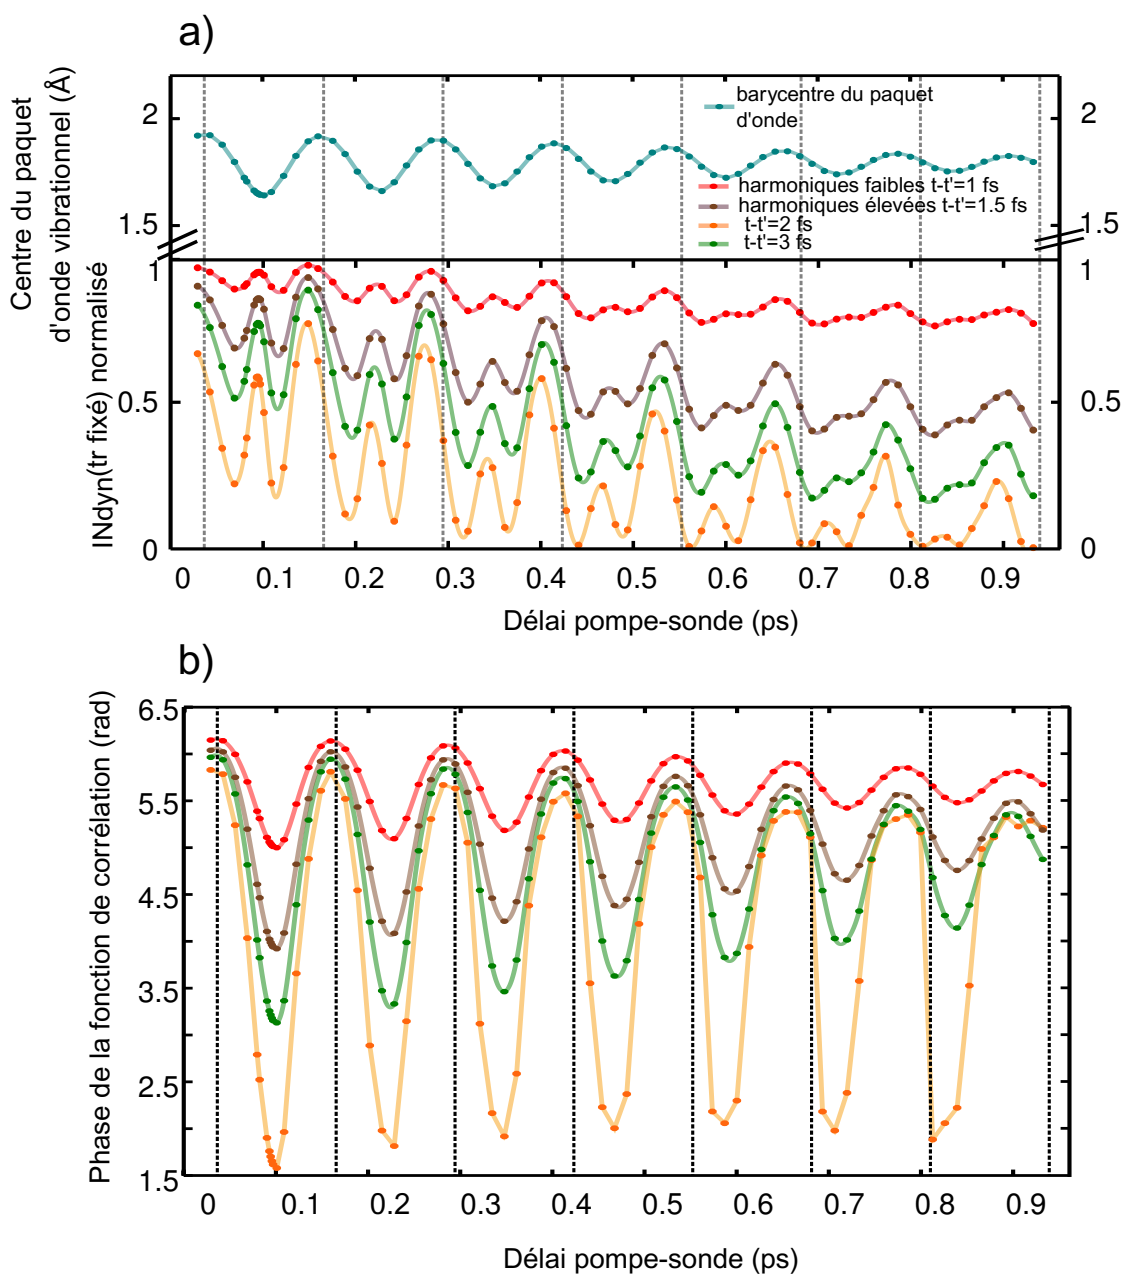 a)
Centre du paquet
d'onde vibrationnel (Å)
2
1.5
2
1.5
barycentre du paquet
d'onde
harmoniques faibles t-t'=1 fs
harmoniques élevées t-t'=1.5 fs
t-t'=2 fs
t-t'=3 fs
INdyn(tr fixé) normalisé
1
0.5
0
1
0.5
0
0 0.1 0.2 0.3 0.4 0.5 0.6 0.7 0.8 0.9
Délai pompe-sonde (ps)
b)
Phase de la fonction de corrélation (rad)
6.5
5.5
4.5
3.5
2.5
1.5
0 0.1 0.2 0.3 0.4 0.5 0.6 0.7 0.8 0.9
Délai pompe-sonde (ps)